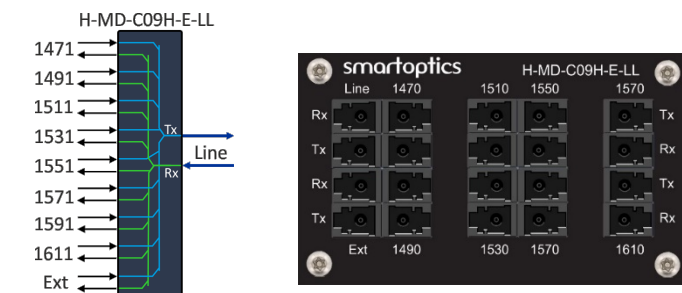 H-MD-C09H-E-LL
1471
1491
1511
1531
1551
1571
1591
1611
Ext
Tx
Rx
Line
smartoptics
H-MD-C09H-E-LL
Line 1470 1510 1550 1570
Rx Tx
Tx Rx
Rx Tx
Tx Rx
Ext 1490 1530 1570 1610